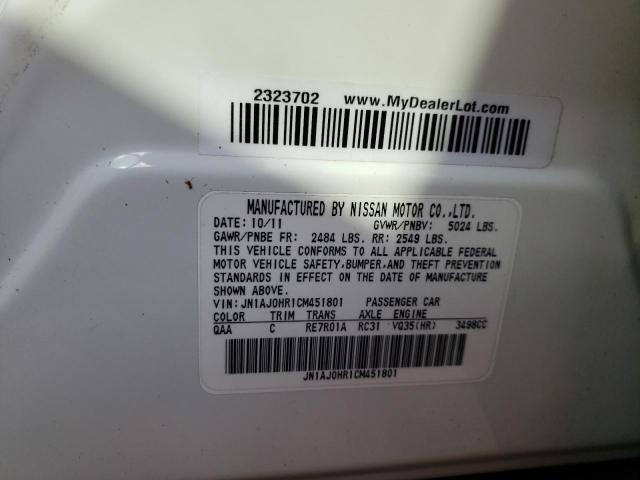 2323702 www.MyDealerLot.com
MANUFACTURED BY NISSAN MOTOR CO.,LTD.
DATE: 10/11 GVWR/PNBV: 5024 LBS.
GAWR/PNBE FR: 2484 LBS. RR: 2549 LBS.
THIS VEHICLE CONFORMS TO ALL APPLICABLE FEDERAL
MOTOR VEHICLE SAFETY,BUMPER,AND THEFT PREVENTION
STANDARDS IN EFFECT ON THE DATE OF MANUFACTURE
SHOWN ABOVE.
VIN: JN1AJ0HR1CM451801 PASSENGER CAR
COLOR TRIM TRANS AXLE ENGINE
QAA C RE7R01A RC31 VQ35(HR) 3498CC
JN1AJ0HR1CM451801